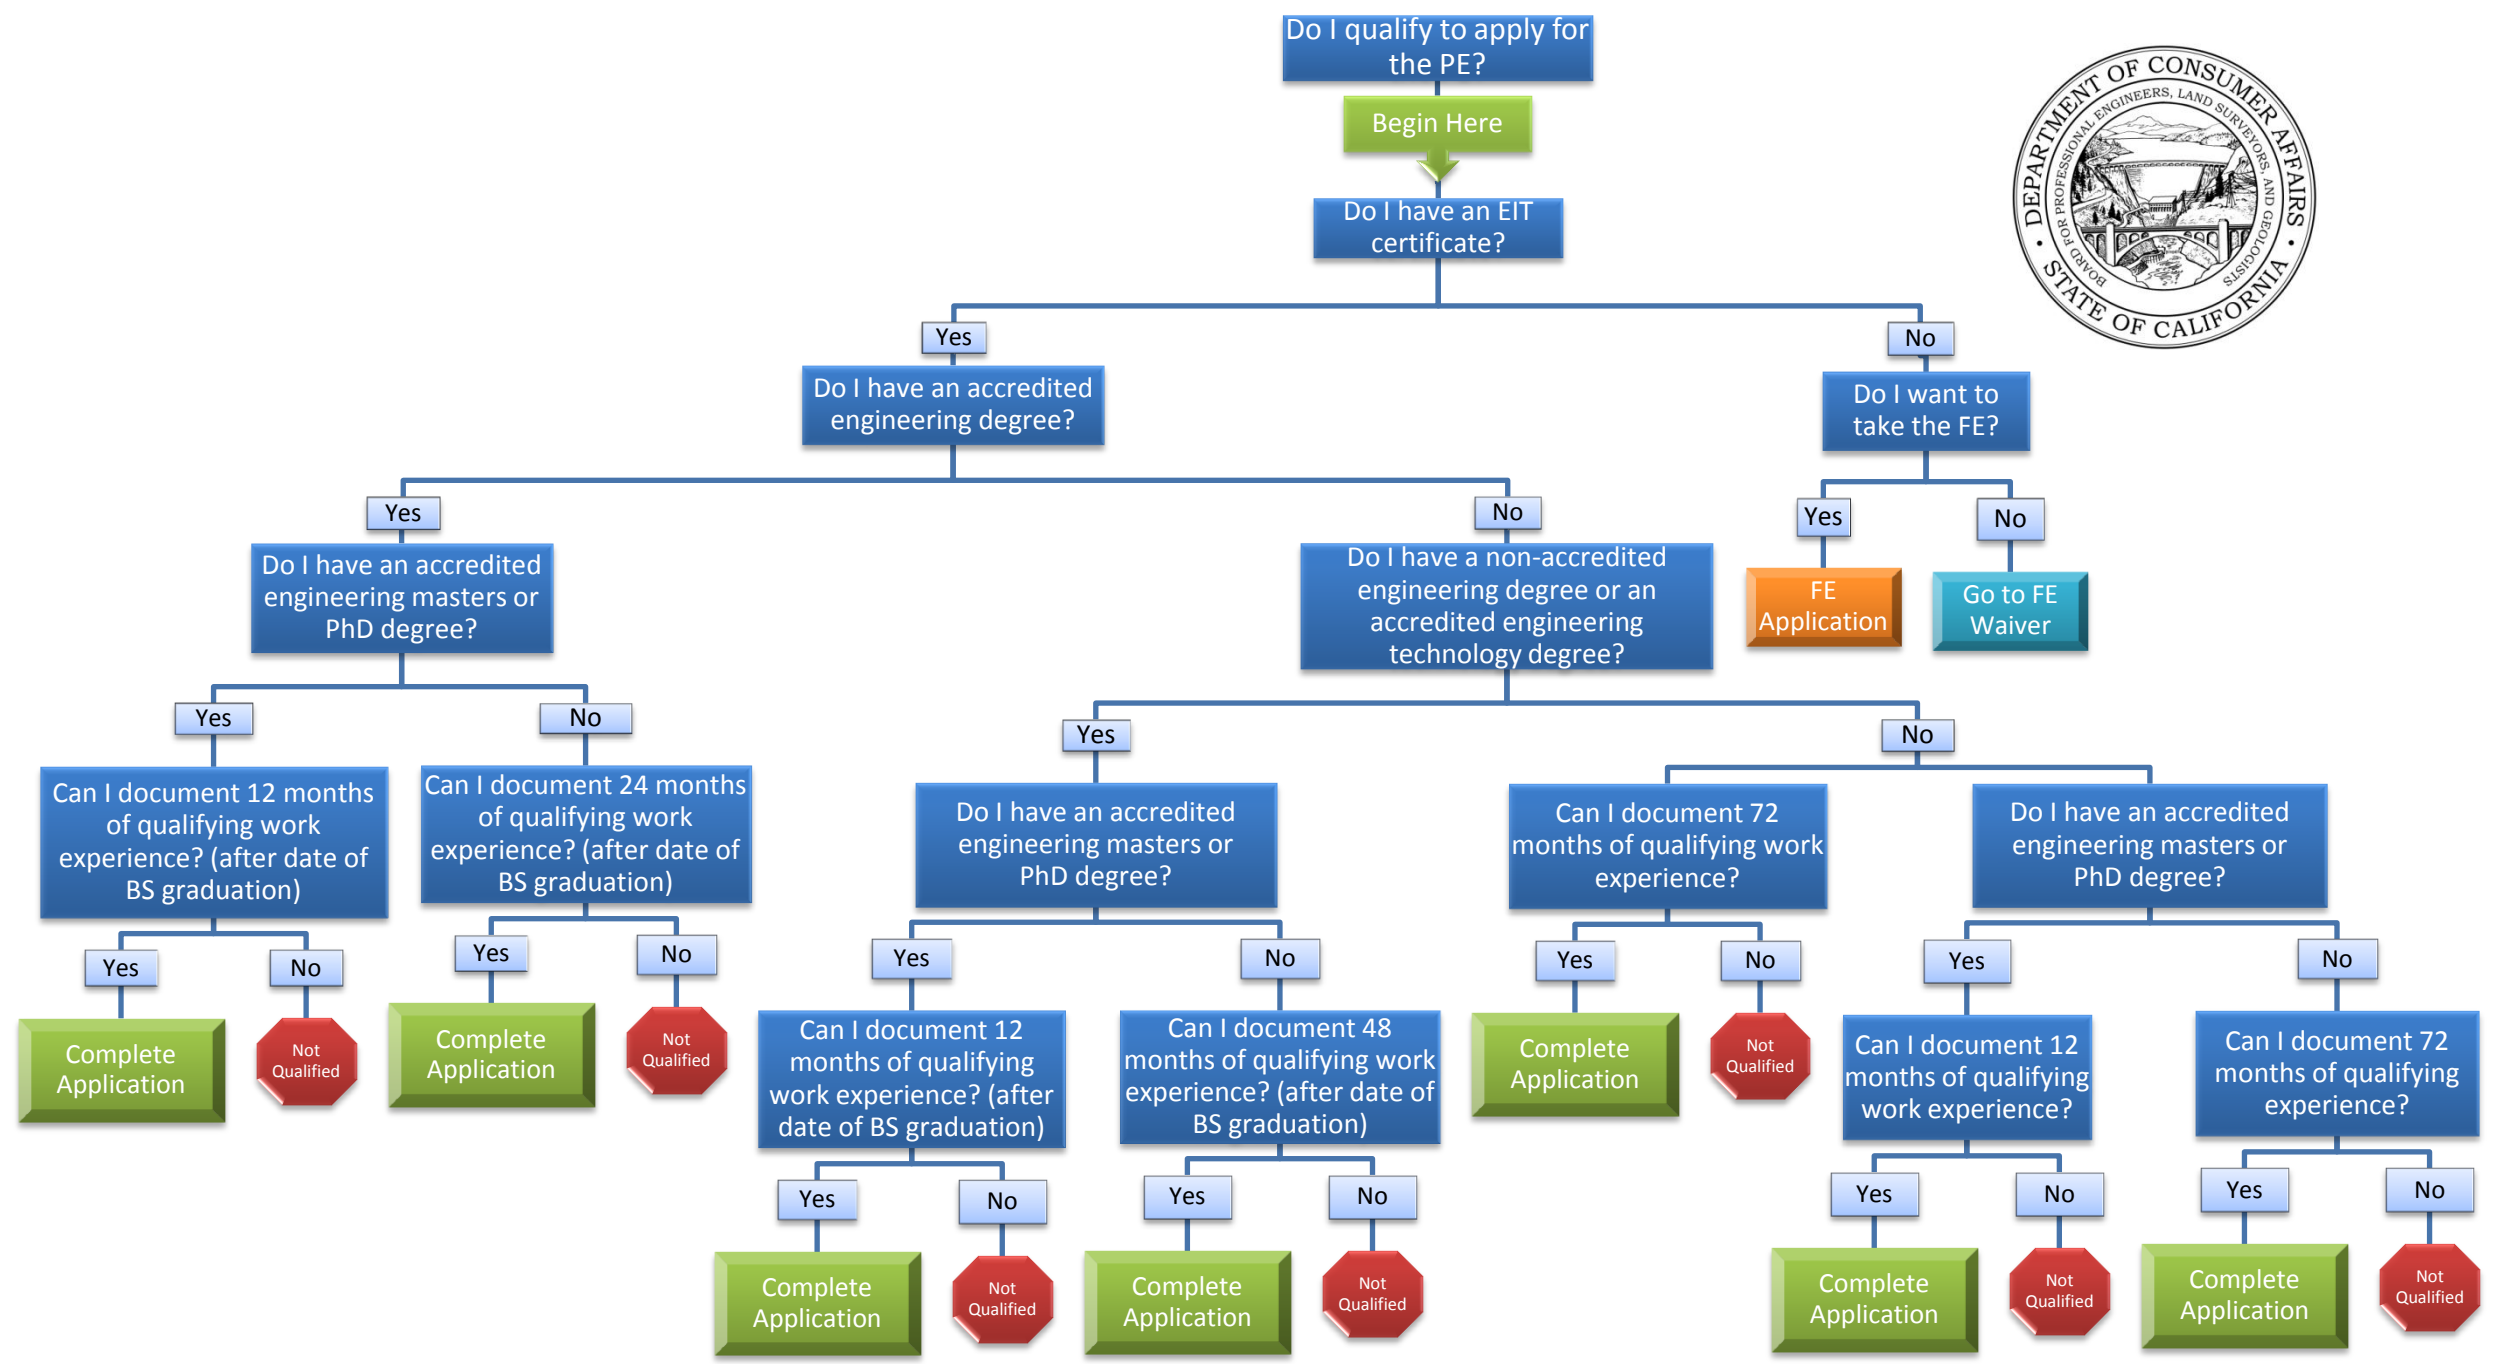 Do I qualify to apply for
the PE?
Begin Here
Do I have an EIT
certificate?
DEPARTMENT OF CONSUMER AFFAIRS
STATE OF CALIFORNIA
BOARD FOR PROFESSIONAL ENGINEERS, LAND SURVEYORS, AND GEOLOGISTS
Yes
No
Do I have an accredited
engineering degree?
Do I want to
take the FE?
Yes
No
Yes
No
Do I have an accredited
engineering masters or
PhD degree?
Do I have a non-accredited
engineering degree or an
accredited engineering
technology degree?
FE
Application
Go to FE
Waiver
Yes
No
Yes
No
Can I document 12 months
of qualifying work
experience? (after date of
BS graduation)
Can I document 24 months
of qualifying work
experience? (after date of
BS graduation)
Do I have an accredited
engineering masters or
PhD degree?
Can I document 72
months of qualifying work
experience?
Do I have an accredited
engineering masters or
PhD degree?
Yes
No
Yes
No
Yes
No
Yes
No
Yes
No
Complete
Application
Not
Qualified
Complete
Application
Not
Qualified
Can I document 12
months of qualifying
work experience? (after
date of BS graduation)
Can I document 48
months of qualifying work
experience? (after date of
BS graduation)
Complete
Application
Not
Qualified
Can I document 12
months of qualifying
work experience?
Can I document 72
months of qualifying
experience?
Yes
No
Yes
No
Yes
No
Yes
No
Complete
Application
Not
Qualified
Complete
Application
Not
Qualified
Complete
Application
Not
Qualified
Complete
Application
Not
Qualified